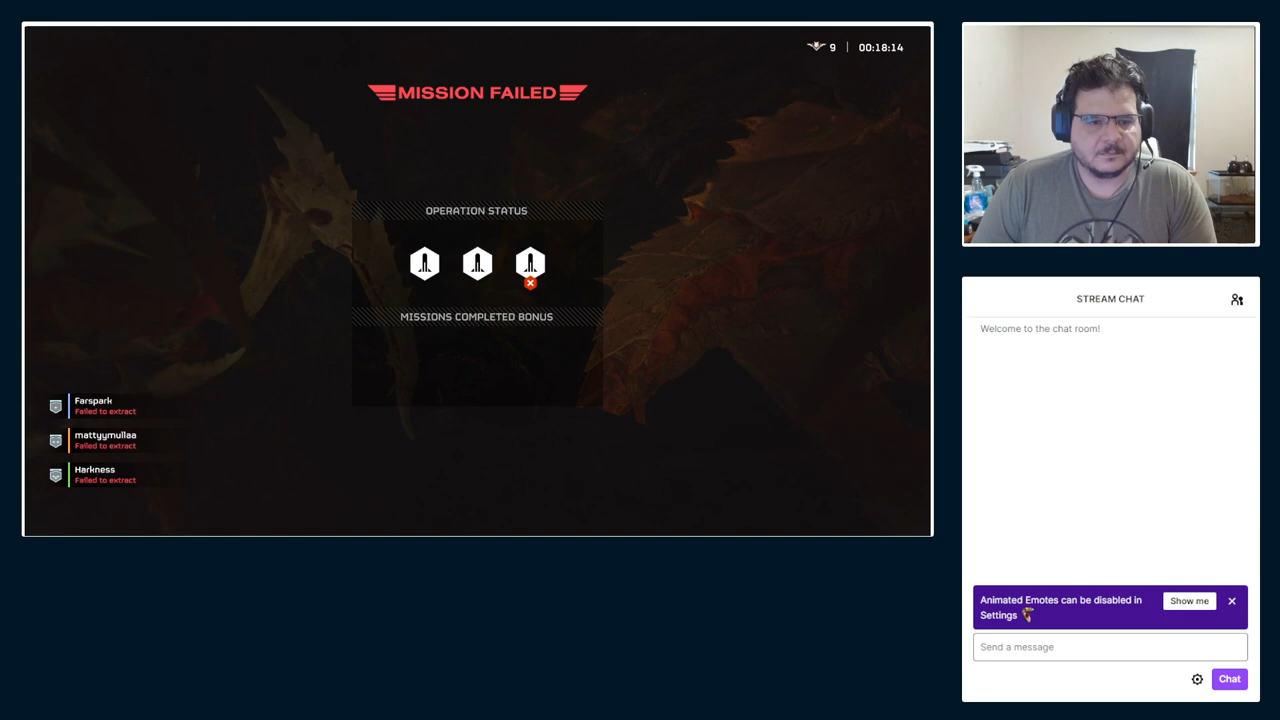 9 | 00:18:14
MISSION FAILED
OPERATION STATUS
MISSIONS COMPLETED BONUS
Farspark
Failed to extract
mattyymullaa
Failed to extract
Harkness
Failed to extract
STREAM CHAT
Welcome to the chat room!
Animated Emotes can be disabled in
Settings
Show me
Send a message
Chat